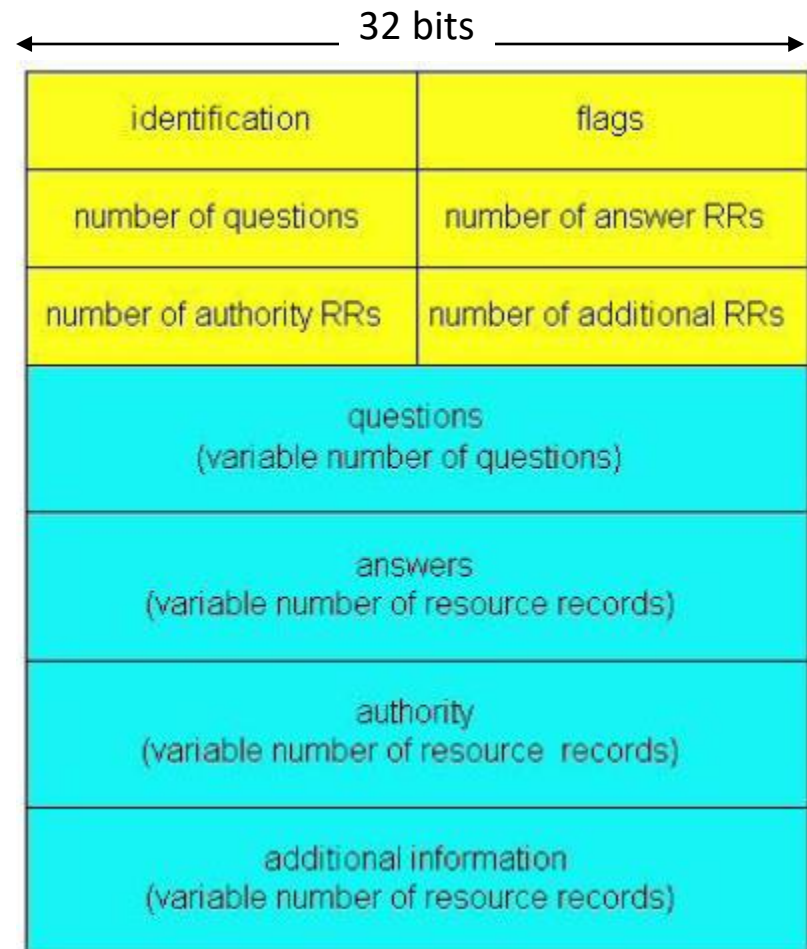 32 bits
identification
flags
number of questions
number of answer RRs
number of authority RRs
number of additional RRs
questions
(variable number of questions)
answers
(variable number of resource records)
authority
(variable number of resource records)
additional information
(variable number of resource records)